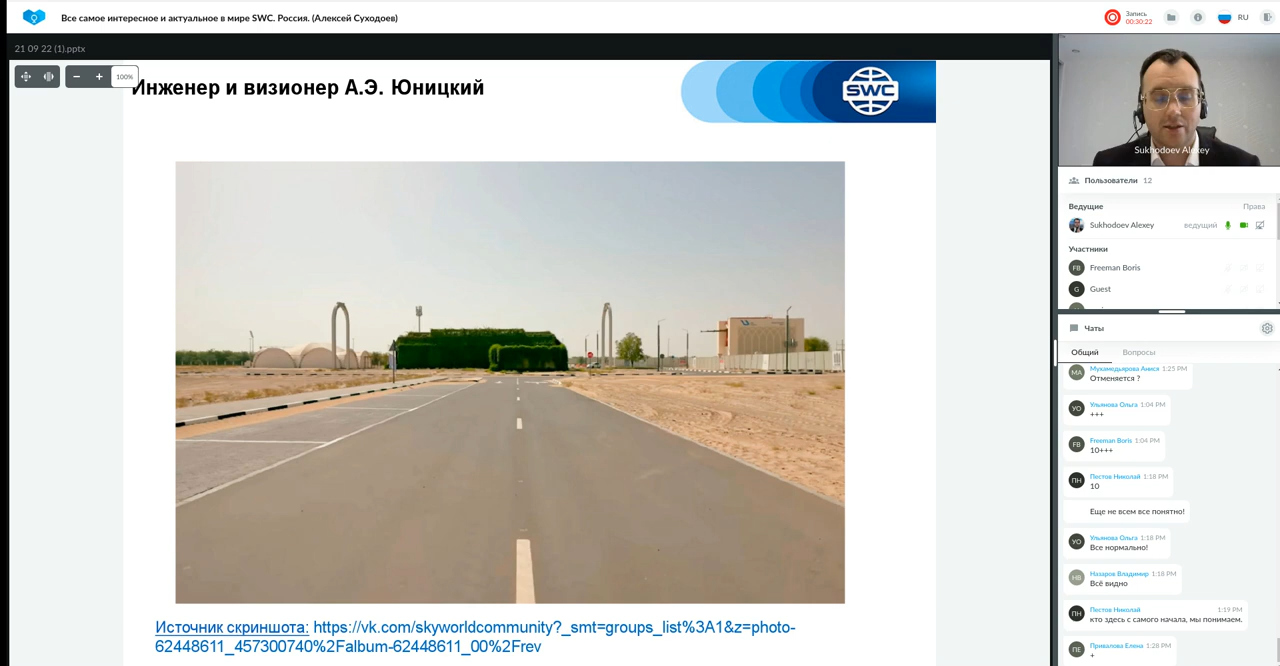 Все самое интересное и актуальное в мире SWC. Россия. (Алексей Суходоев)
Запись
00:30:22
RU
21 09 22 (1).pptx
100%
Инженер и визионер А.Э. Юницкий
SWC
Источник скриншота: https://vk.com/skyworldcommunity?_smt=groups_list%3A1&z=photo-
62448611_457300740%2Falbum-62448611_00%2Frev
Sukhodoev Alexey
Пользователи 12
Ведущие Права
Sukhodoev Alexey ведущий
Участники
FB Freeman Boris
G Guest
Чаты
Общий Вопросы
МА Мухамедьярова Аниса 1:25 PM
Отменяется ?
УО Ульянова Ольга 1:04 PM
+++
FB Freeman Boris 1:04 PM
10+++
ПН Пестов Николай 1:18 PM
10
Еще не всем все понятно!
УО Ульянова Ольга 1:18 PM
Все нормально!
НВ Назаров Владимир 1:18 PM
Всё видно
ПН Пестов Николай 1:19 PM
кто здесь с самого начала, мы понимаем.
ПЕ Привалова Елена 1:28 PM
+